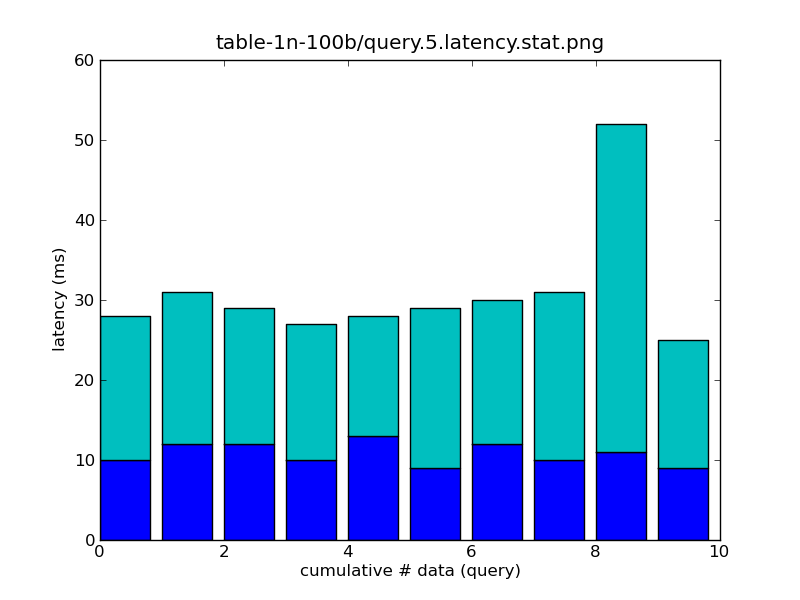 table-1n-100b/query.5.latency.stat.png
60
50
40
30
20
10
0
latency (ms)
0 2 4 6 8 10
cumulative # data (query)